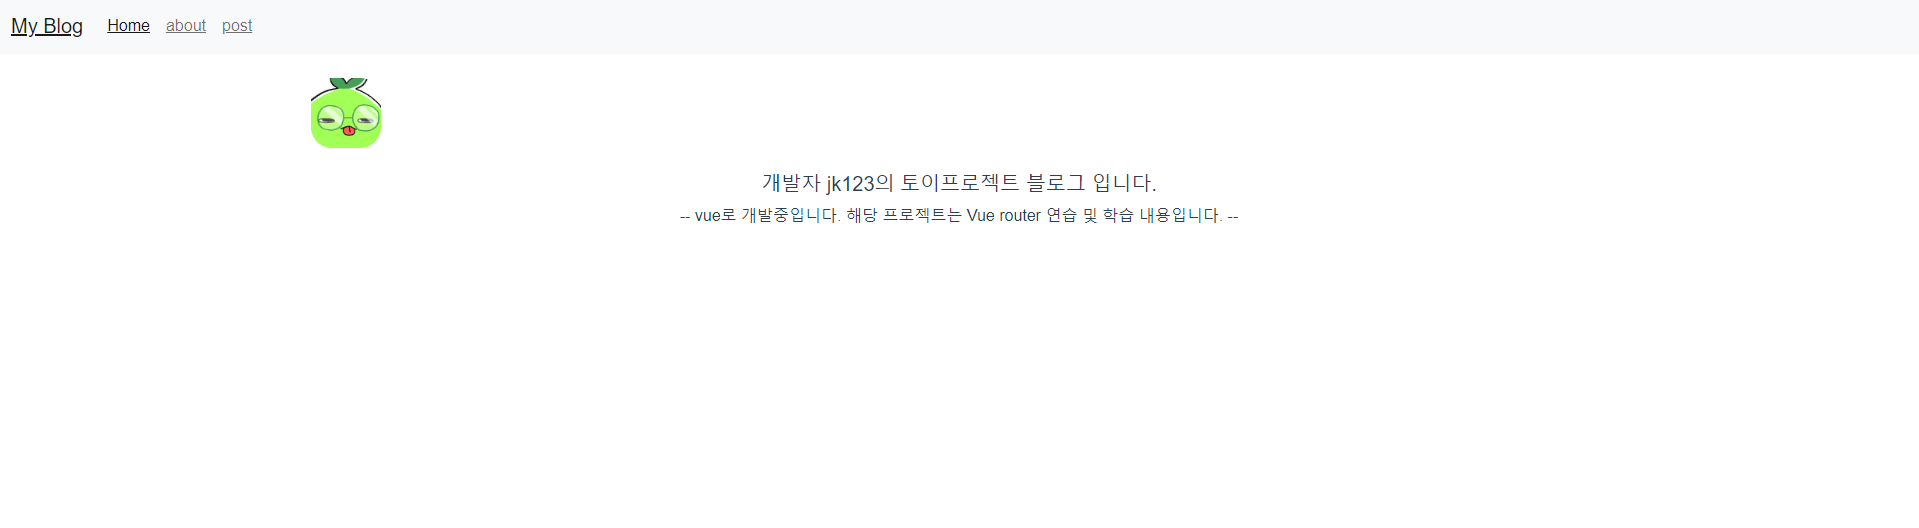 My Blog Home about post
개발자 jk123의 토이프로젝트 블로그 입니다.
-- vue로 개발중입니다. 해당 프로젝트는 Vue router 연습 및 학습 내용입니다. --